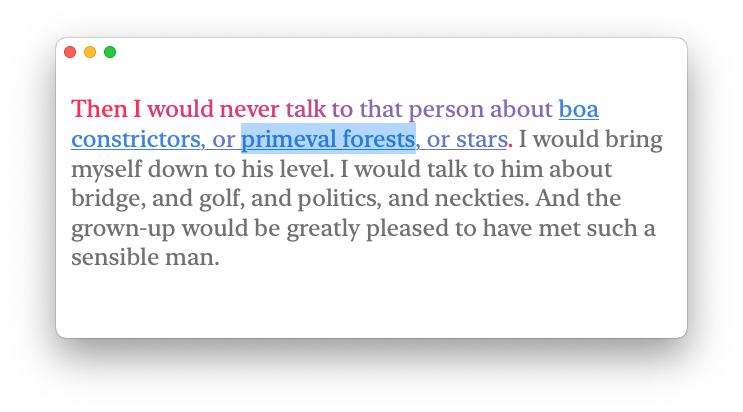 Then I would never talk to that person about boa
constrictors, or primeval forests, or stars. I would bring
myself down to his level. I would talk to him about
bridge, and golf, and politics, and neckties. And the
grown-up would be greatly pleased to have met such a
sensible man.